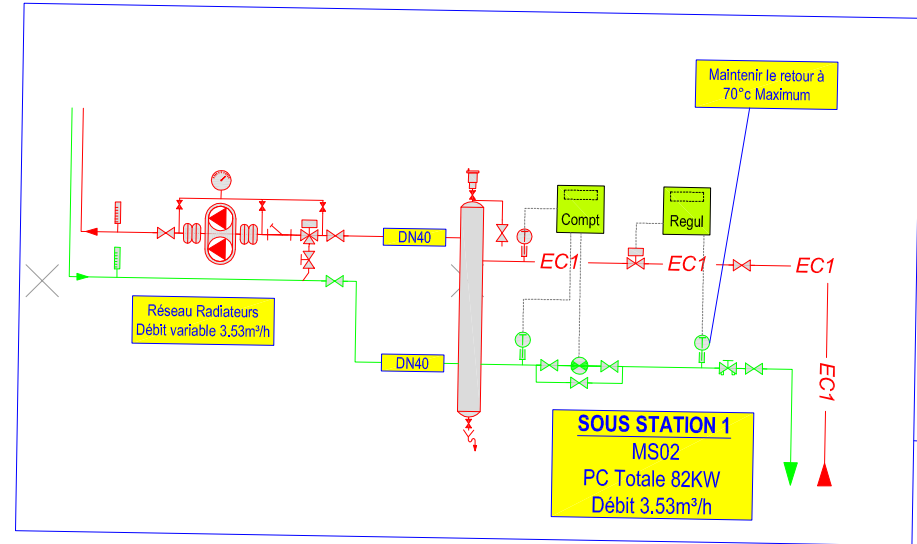 Maintenir le retour à
70°c Maximum
Compt
Regul
DN40
EC1
EC1
EC1
T
T
T
Réseau Radiateurs
Débit variable 3.53m³/h
DN40
EC1
SOUS STATION 1
MS02
PC Totale 82KW
Débit 3.53m³/h